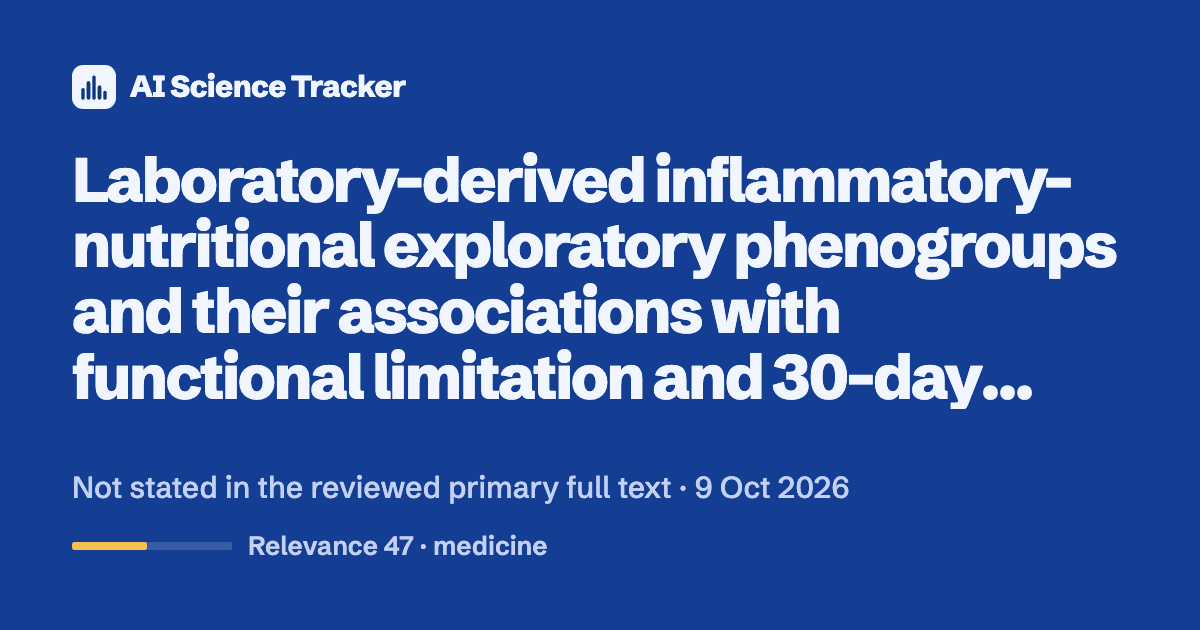 AI Science Tracker
Laboratory-derived inflammatory-
nutritional exploratory phenogroups
and their associations with
functional limitation and 30-day...
Not stated in the reviewed primary full text · 9 Oct 2026
Relevance 47 · medicine